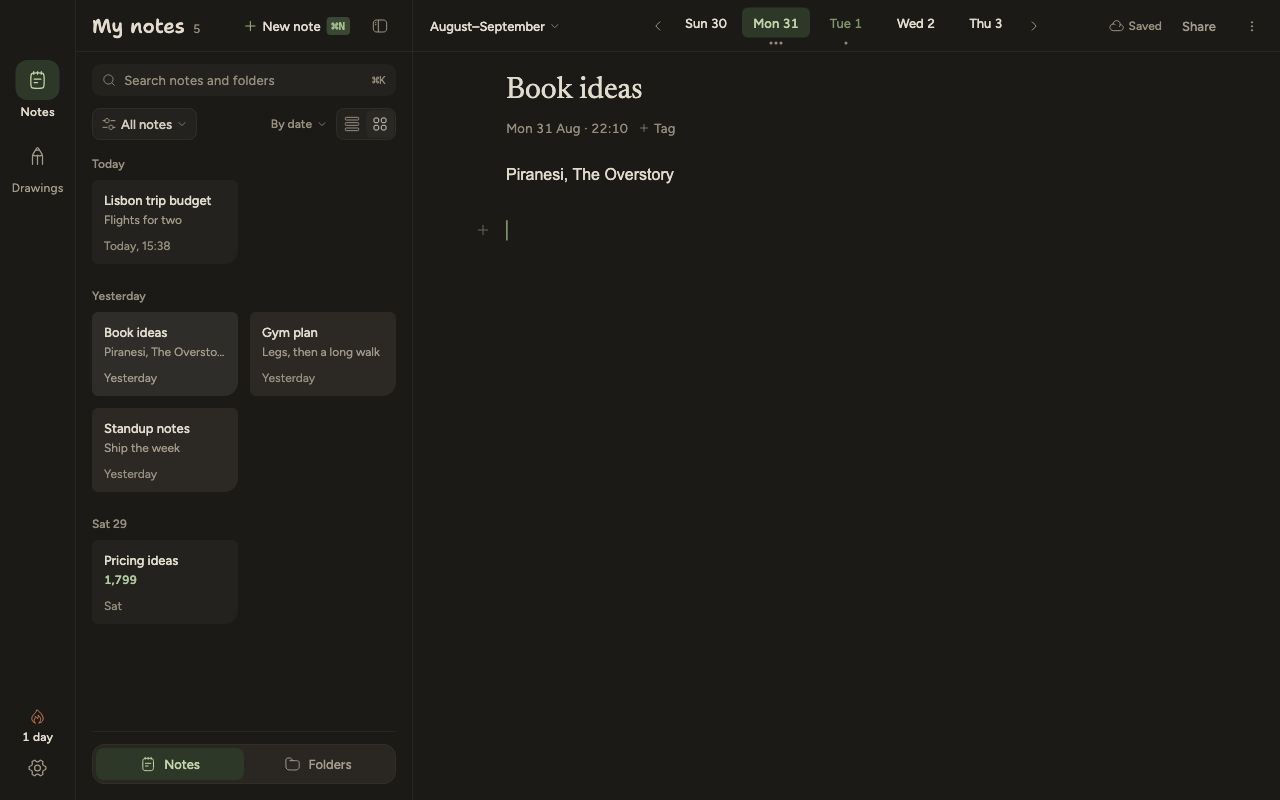 My notes 5
New note ⌘N
August–September
Sun 30
Mon 31
Tue 1
Wed 2
Thu 3
Saved
Share
Notes
Drawings
Search notes and folders ⌘K
All notes
By date
Today
Lisbon trip budget
Flights for two
Today, 15:38
Yesterday
Book ideas
Piranesi, The Oversto...
Yesterday
Gym plan
Legs, then a long walk
Yesterday
Standup notes
Ship the week
Yesterday
Sat 29
Pricing ideas
1,799
Sat
1 day
Notes
Folders
Book ideas
Mon 31 Aug · 22:10 + Tag
Piranesi, The Overstory